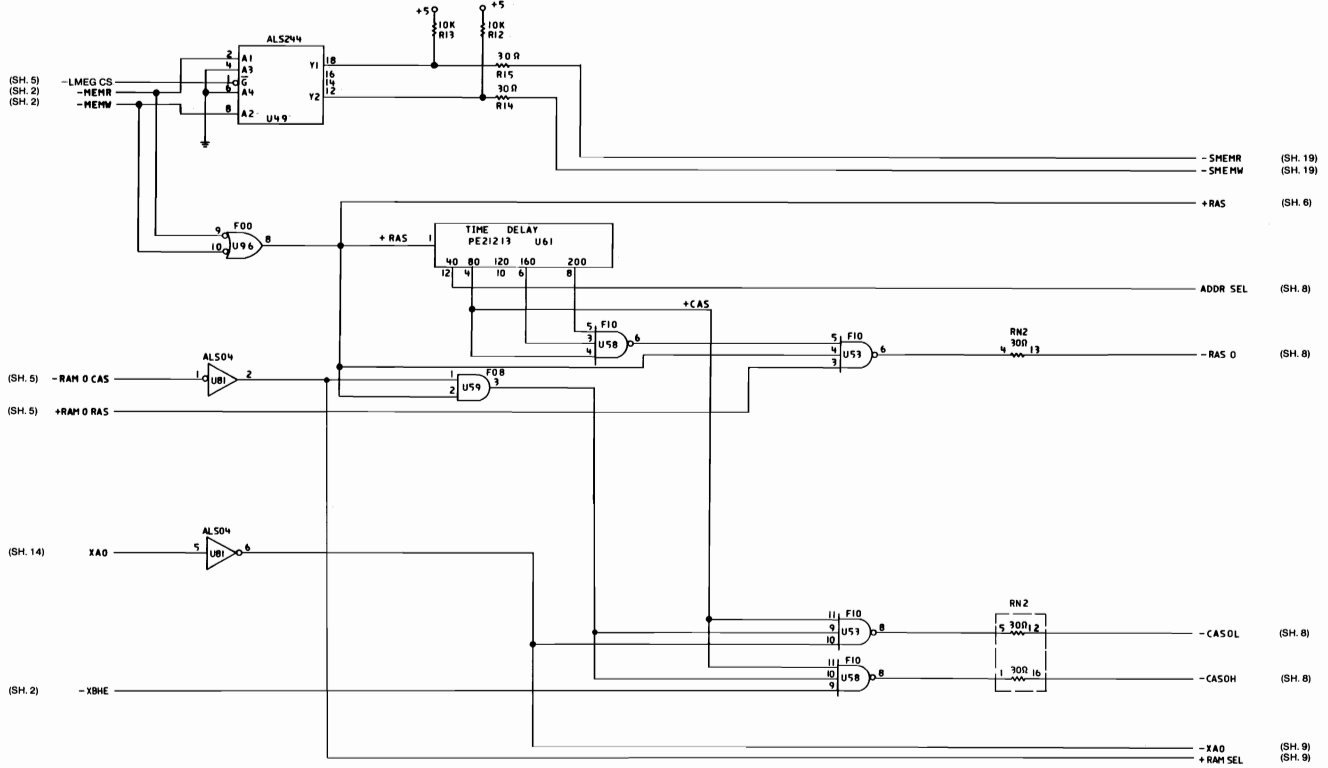 +5 +5
10K 10K
R13 R12
ALS244
2 A1 Y1 18 30Ω
4 A3 R15
(SH. 5) -LMEG CS 1 G 16
(SH. 2) -MEMR 6 A4 14
(SH. 2) -MEMW Y2 12 30Ω
8 A2 R14
U49
-SMEMR (SH. 19)
-SMEMW (SH. 19)
+RAS (SH. 6)
F00
9 U96 8
10
+RAS 1
TIME DELAY
PE21213 U61
40 80 120 160 200
12 4 10 6 8
ADDR SEL (SH. 8)
+CAS
F10
5 6
3 U58
4
F10
5
4 U53 6
3
RN2
30Ω
4 13
-RAS 0 (SH. 8)
ALS04
(SH. 5) -RAM 0 CAS 1 U81 2
F08
1 3
2 U59
(SH. 5) +RAM 0 RAS
ALS04
(SH. 14) XA0 5 U81 6
RN2
F10
11
9 U53 8 5 30Ω 12 -CAS0L (SH. 8)
10
F10
11
10 U58 8 1 30Ω 16 -CAS0H (SH. 8)
9
(SH. 2) -XBHE
-XA0 (SH. 9)
+RAM SEL (SH. 9)